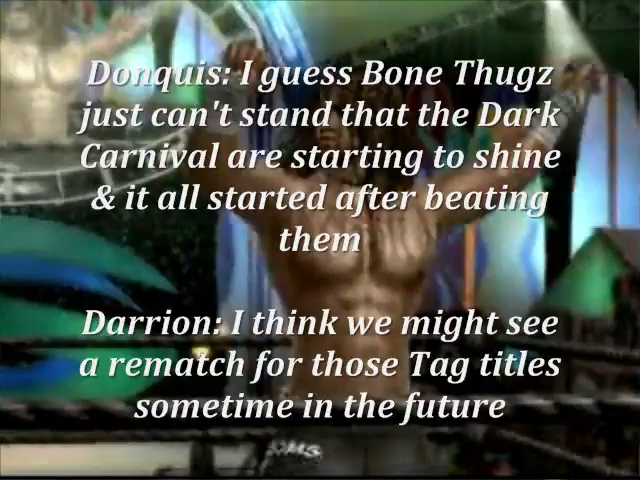 Donquis: I guess Bone Thugz
just can't stand that the Dark
Carnival are starting to shine
& it all started after beating
them
Darrion: I think we might see
a rematch for those Tag titles
sometime in the future